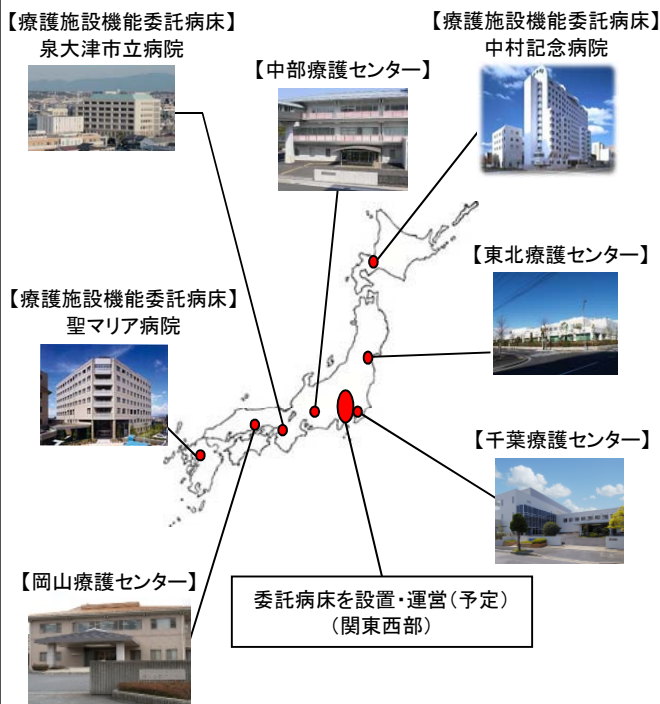 【療護施設機能委託病床】
泉大津市立病院
【中部療護センター】
【療護施設機能委託病床】
中村記念病院
【東北療護センター】
【療護施設機能委託病床】
聖マリア病院
【千葉療護センター】
【岡山療護センター】
委託病床を設置・運営(予定)
(関東西部)